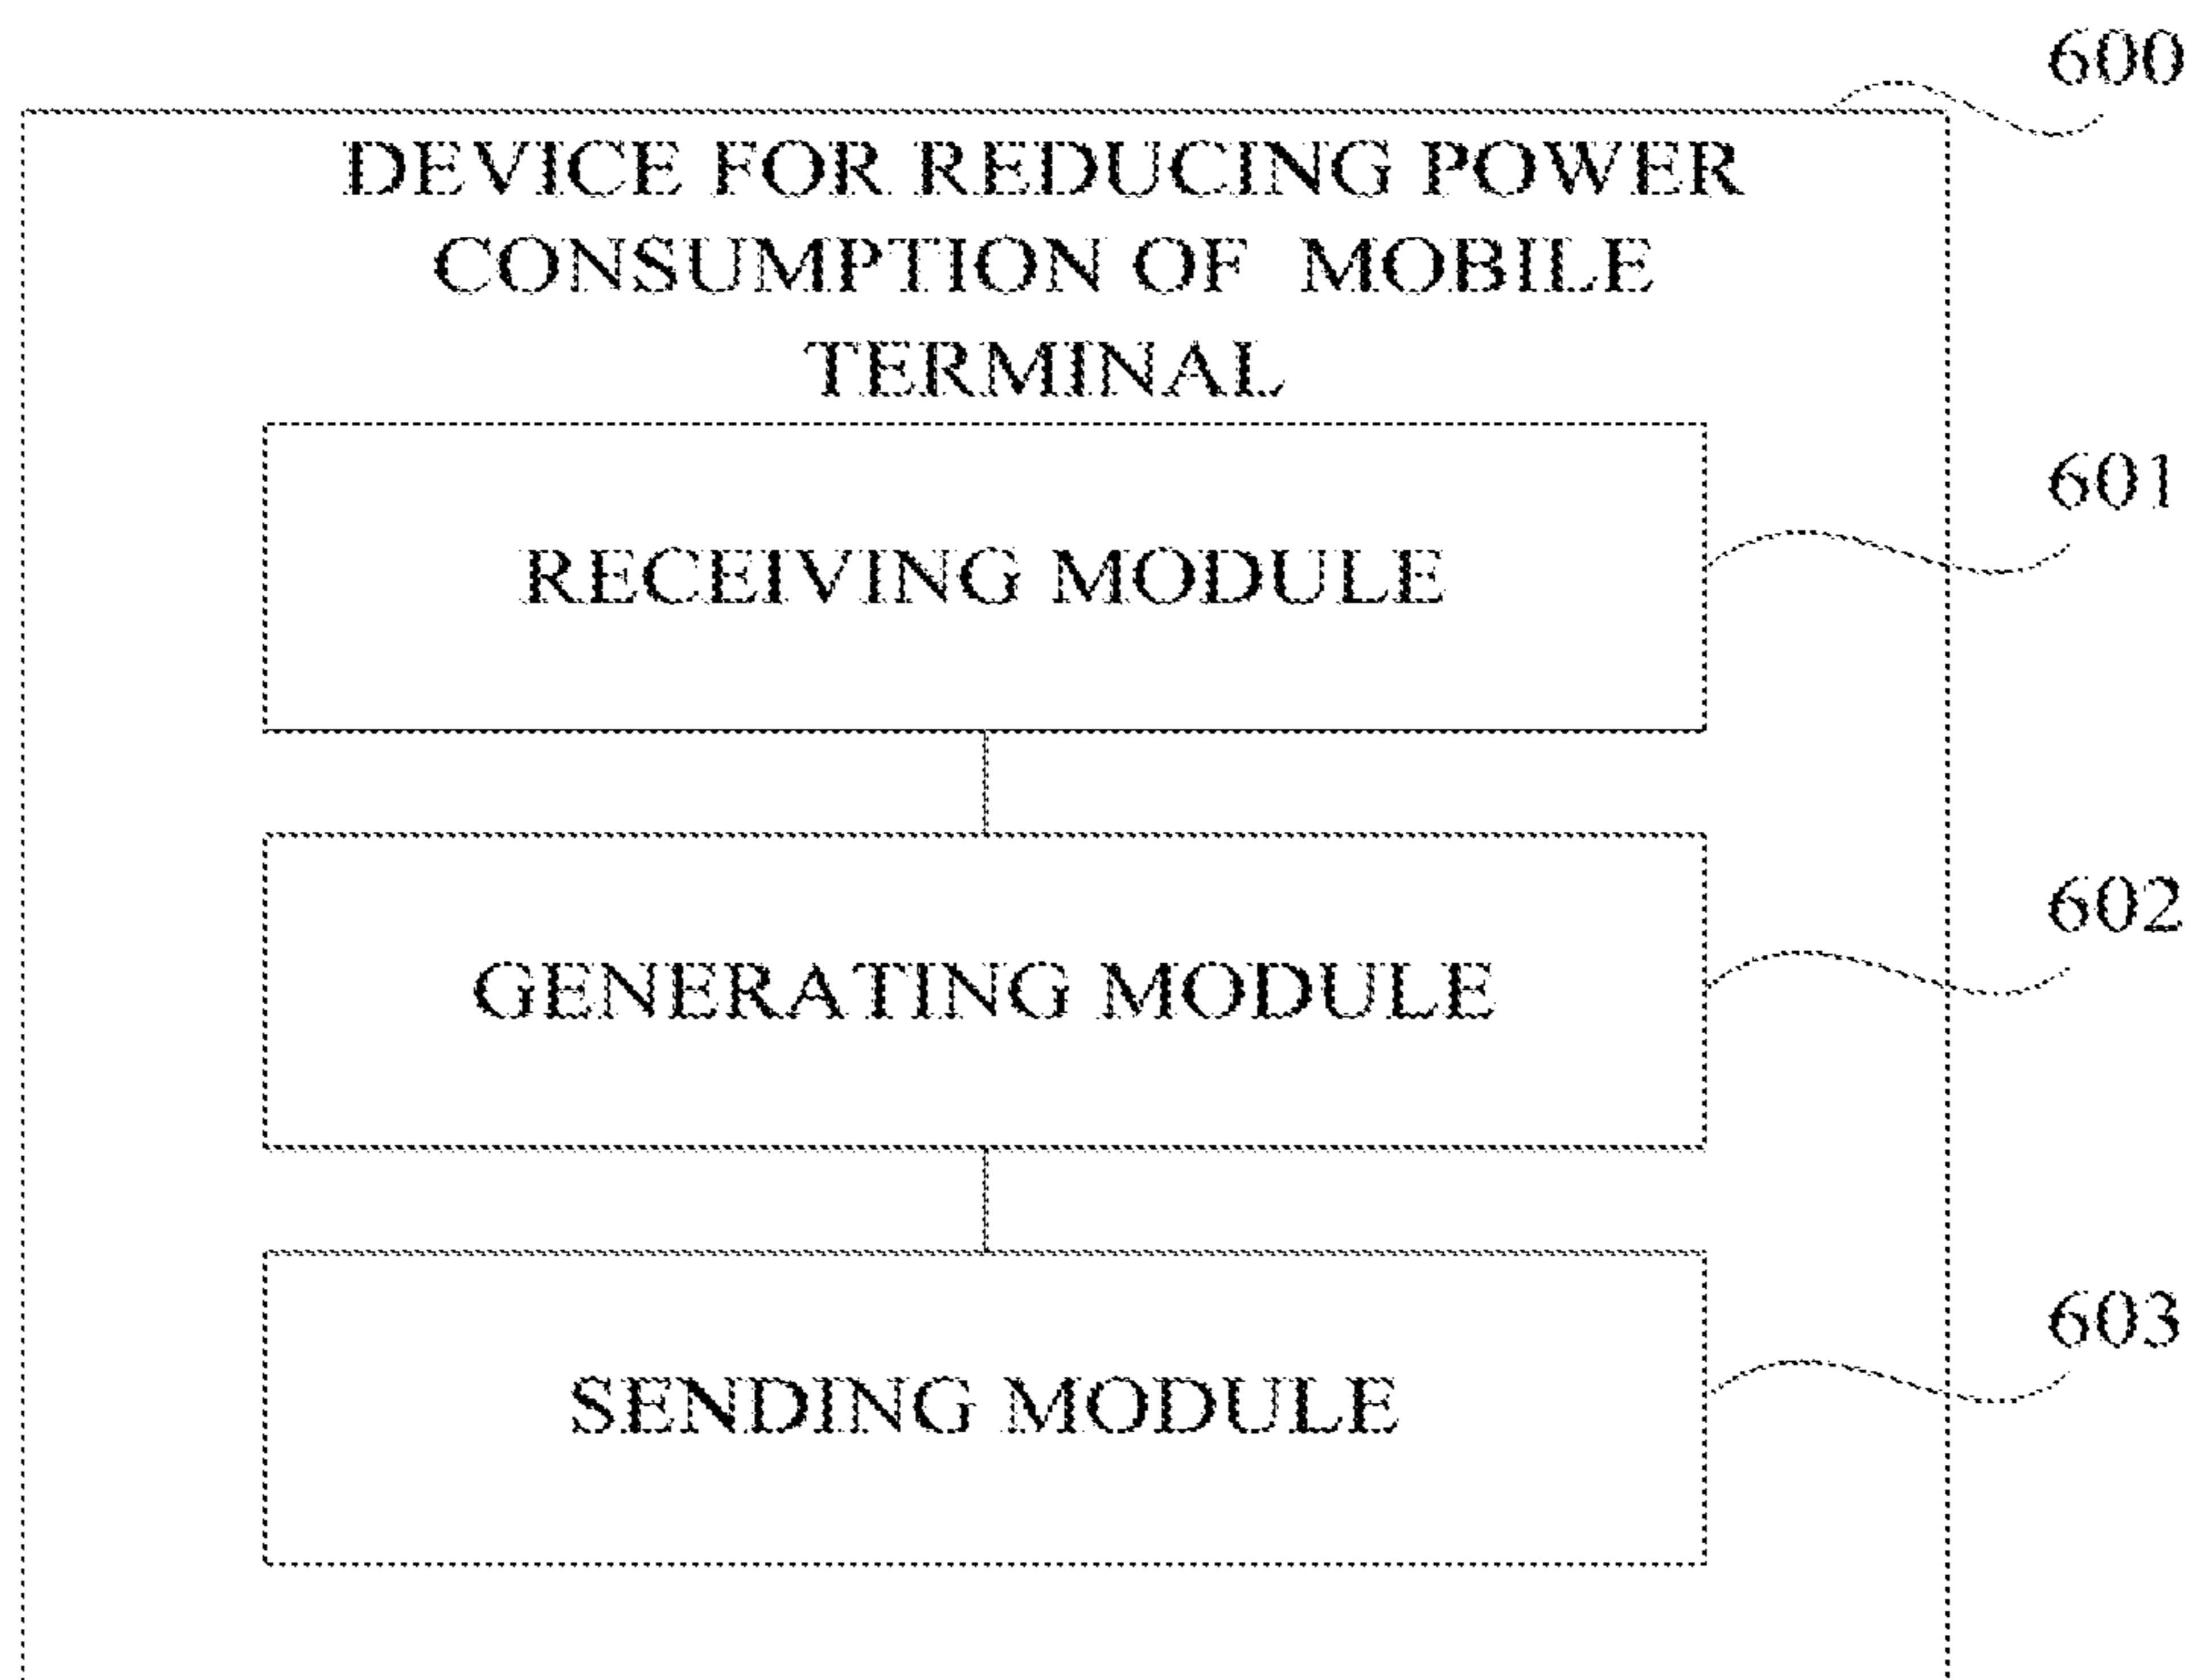 600
DEVICE FOR REDUCING POWER
CONSUMPTION OF MOBILE
TERMINAL
601
RECEIVING MODULE
602
GENERATING MODULE
603
SENDING MODULE